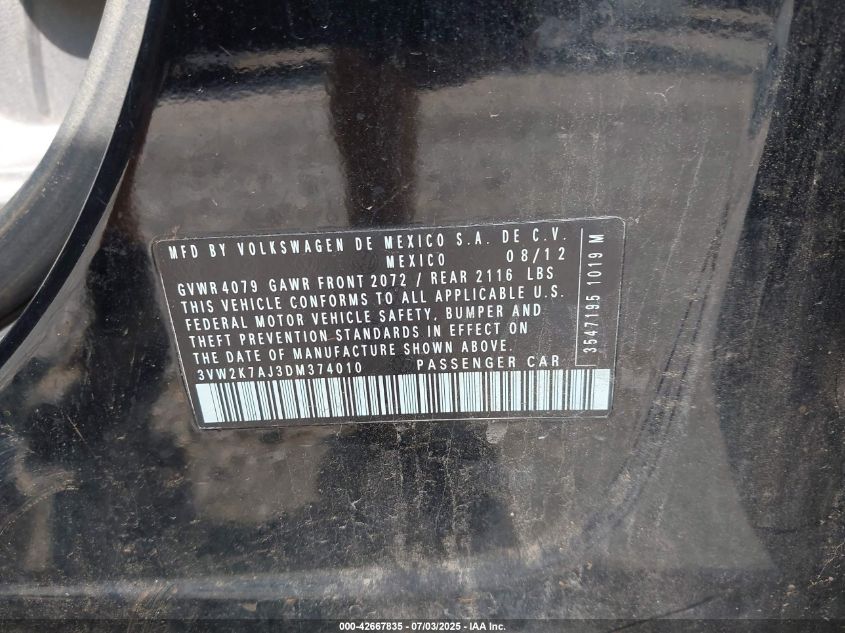 MFD BY VOLKSWAGEN DE MEXICO S.A. DE C.V.
MEXICO 08/12
GVWR 4079 GAWR FRONT 2072 / REAR 2116 LBS
THIS VEHICLE CONFORMS TO ALL APPLICABLE U.S.
FEDERAL MOTOR VEHICLE SAFETY, BUMPER AND
THEFT PREVENTION STANDARDS IN EFFECT ON
THE DATE OF MANUFACTURE SHOWN ABOVE.
3VW2K7AJ3DM374010 PASSENGER CAR
3547195 1019 M
000-42667835 - 07/03/2025 - IAA Inc.